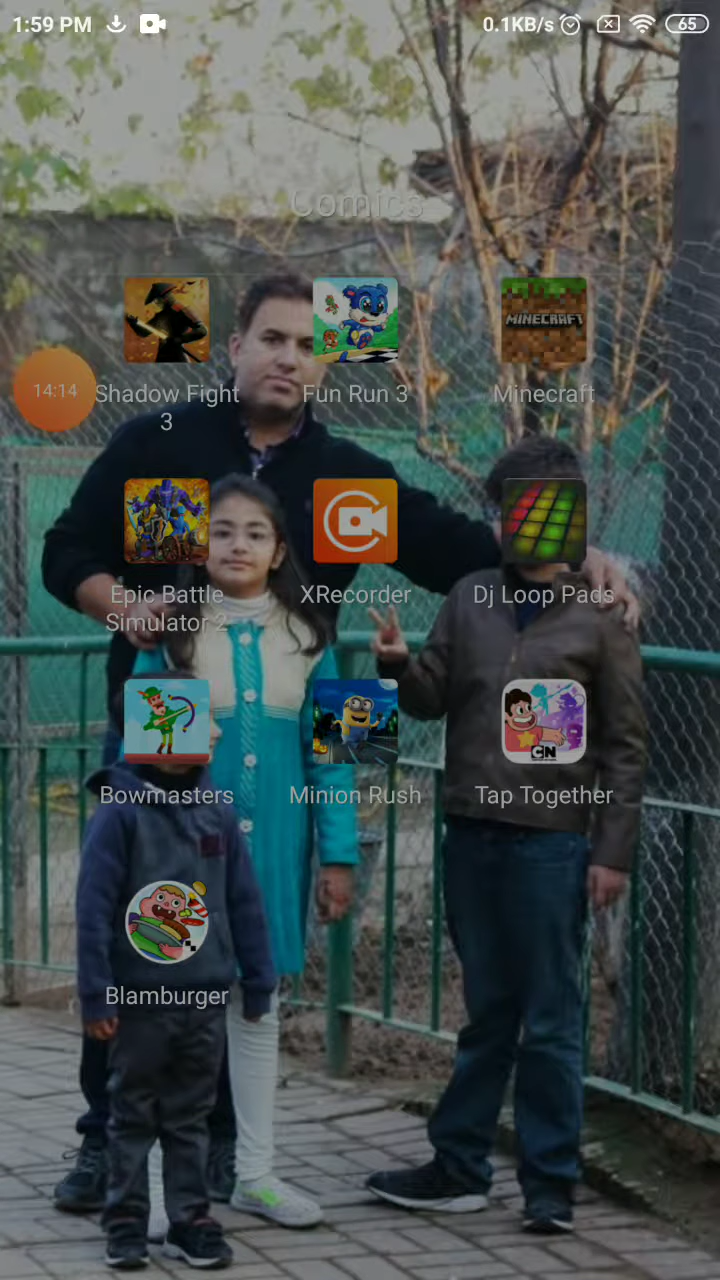 1:59 PM
0.1KB/s
65
Comics
MINECRAFT
14:14
Shadow Fight
3
Fun Run 3
Minecraft
Epic Battle
Simulator 2
XRecorder
Dj Loop Pads
CN
Bowmasters
Minion Rush
Tap Together
Blamburger